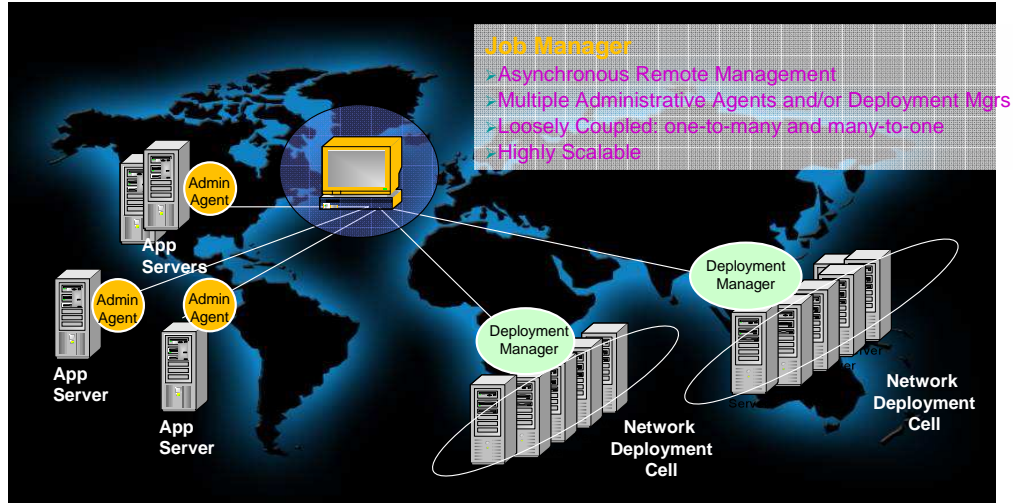 Job Manager
➢Asynchronous Remote Management
➢Multiple Administrative Agents and/or Deployment Mgrs
➢Loosely Coupled: one-to-many and many-to-one
➢Highly Scalable
Admin
Agent
App
Servers
Admin
Agent
App
Server
Admin
Agent
App
Server
Deployment
Manager
Network
Deployment
Cell
Deployment
Manager
Network
Deployment
Cell